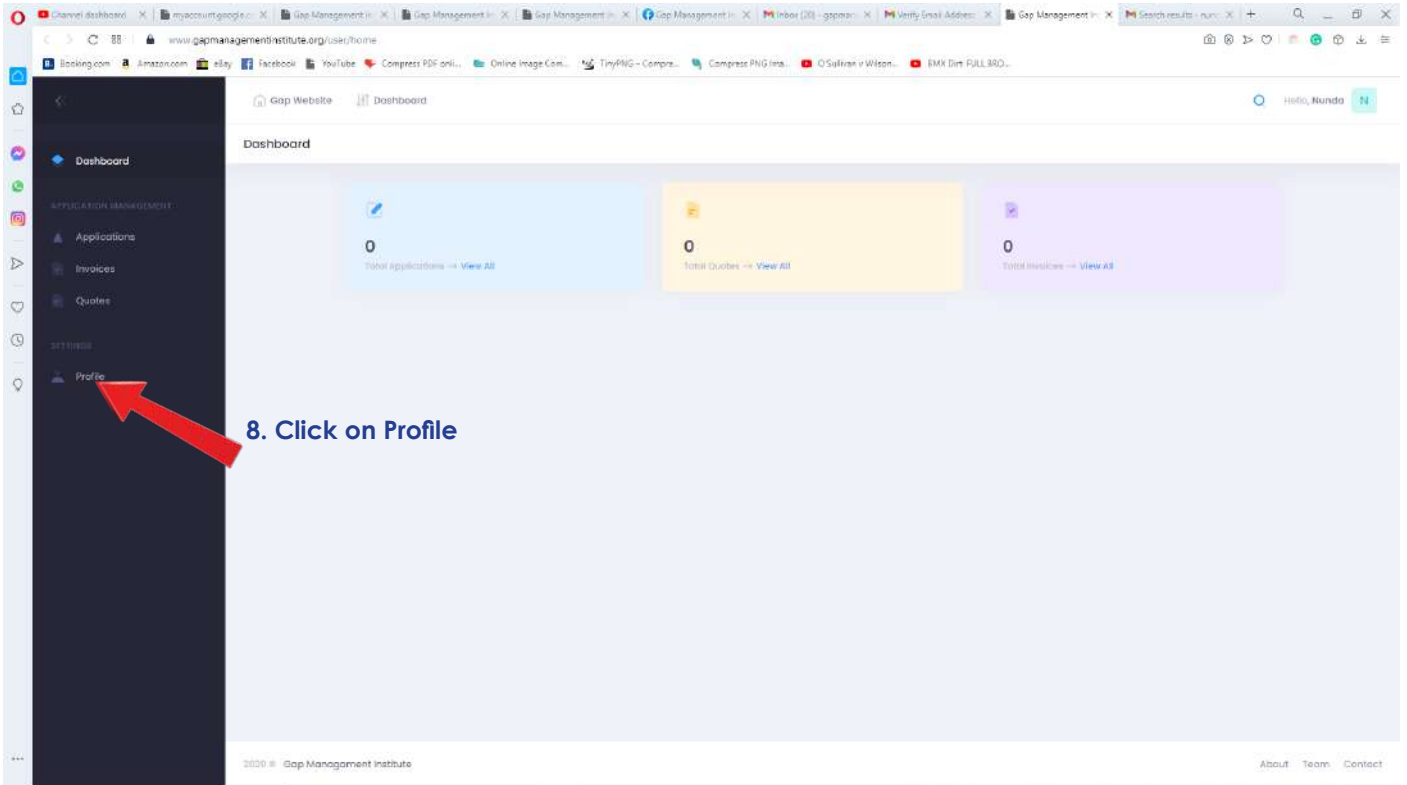 Channel dashboard
myaccount.google.c
Gap Management In
Gap Management In
Gap Management In
Gap Management In
Inbox (20) - gapman
Verify Email Address
Gap Management In
Search results - nun
www.gapmanagementinstitute.org/user/home
Booking.com
Amazon.com
eBay
Facebook
YouTube
Compress PDF onli...
Online Image Com...
TinyPNG – Compre...
Compress PNG Ima...
O'Sullivan v Wilson...
BMX Dirt FULL BRO...
Gap Website
Dashboard
Hello, Nunda
N
Dashboard
Dashboard
APPLICATION MANAGEMENT
Applications
Invoices
Quotes
SETTINGS
Profile
0
Total Applications → View All
0
Total Quotes → View All
0
Total Invoices → View All
8. Click on Profile
2020 © Gap Management Institute
About Team Contact